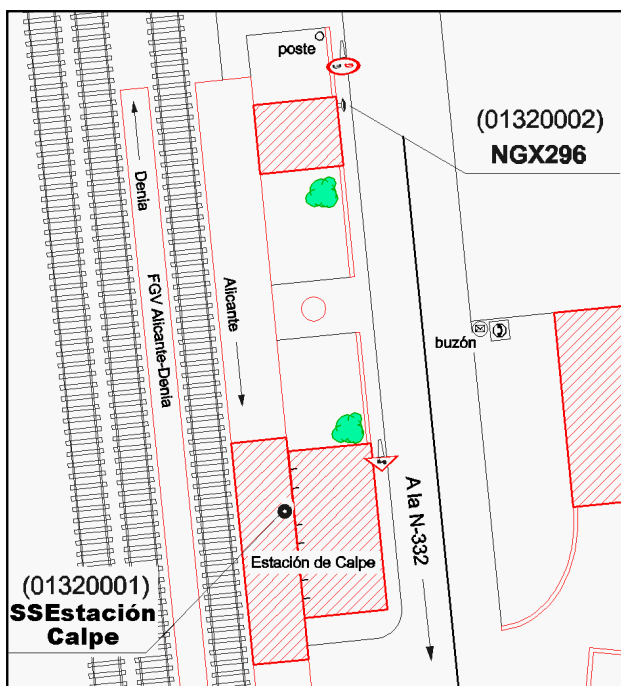 poste
(01320002)
NGX296
Denia
FGV Alicante-Denia
Alicante
buzón
A la N-332
Estación de Calpe
(01320001)
SSEstación
Calpe